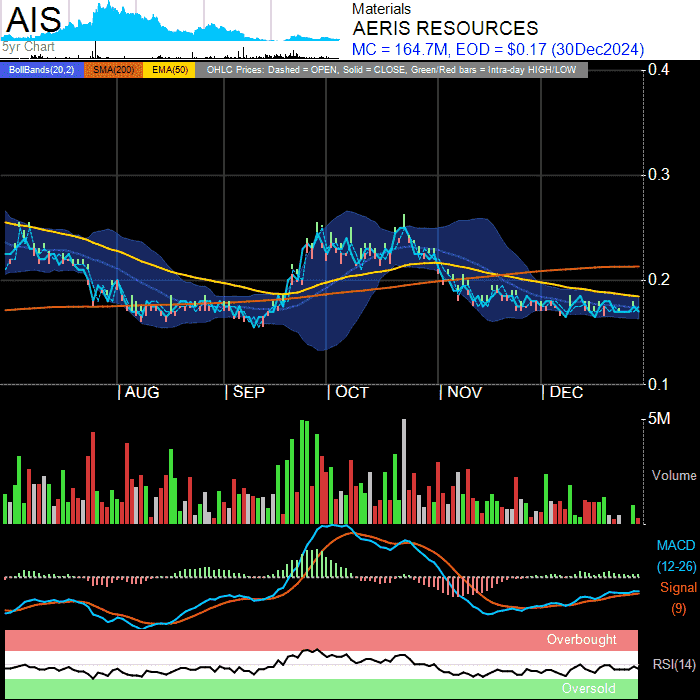 AIS
5yr Chart
Materials
AERIS RESOURCES
MC = 164.7M, EOD = $0.17 (30Dec2024)
BollBands(20,2) SMA(200) EMA(50) OHLC Prices: Dashed = OPEN, Solid = CLOSE, Green/Red bars = Intra-day HIGH/LOW
0.4
0.3
0.2
0.1
AUG SEP OCT NOV DEC
5M
Volume
MACD
(12-26)
Signal
(9)
Overbought
RSI(14)
Oversold